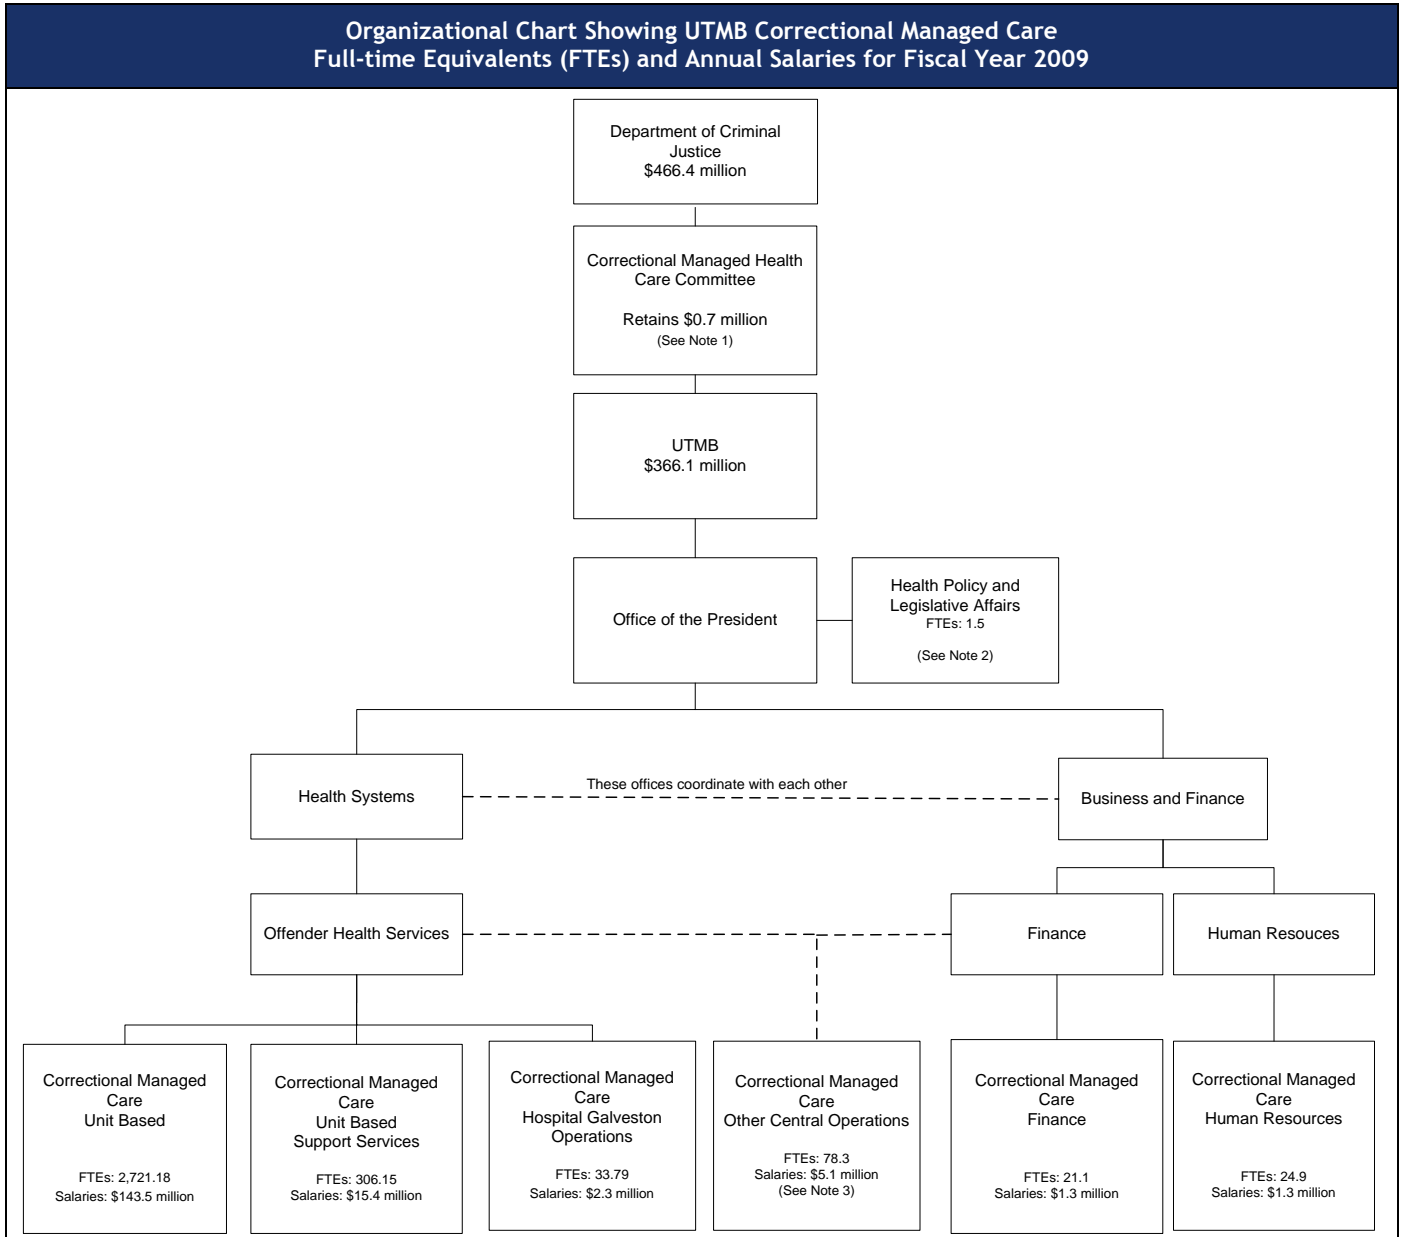 Organizational Chart Showing UTMB Correctional Managed Care
Full-time Equivalents (FTEs) and Annual Salaries for Fiscal Year 2009
Department of Criminal
Justice
$466.4 million
Correctional Managed Health
Care Committee
Retains $0.7 million
(See Note 1)
UTMB
$366.1 million
Office of the President
Health Policy and
Legislative Affairs
FTEs: 1.5
(See Note 2)
Health Systems
These offices coordinate with each other
Business and Finance
Offender Health Services
Finance
Human Resouces
Correctional Managed
Care
Unit Based
FTEs: 2,721.18
Salaries: $143.5 million
Correctional Managed
Care
Unit Based
Support Services
FTEs: 306.15
Salaries: $15.4 million
Correctional Managed
Care
Hospital Galveston
Operations
FTEs: 33.79
Salaries: $2.3 million
Correctional Managed
Care
Other Central Operations
FTEs: 78.3
Salaries: $5.1 million
(See Note 3)
Correctional Managed
Care
Finance
FTEs: 21.1
Salaries: $1.3 million
Correctional Managed
Care
Human Resources
FTEs: 24.9
Salaries: $1.3 million